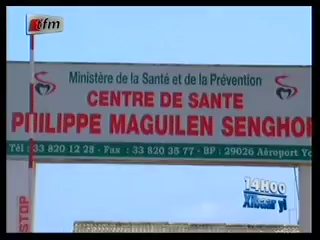 tfm
Ministère de la Santé et de la Prévention
CENTRE DE SANTE
PHILIPPE MAGUILEN SENGHOR
Tél : 33 820 12 28 - Fax : 33 820 35 77 - BP : 29026 Aéroport Yo
14H00
Xibaar yi
STOP